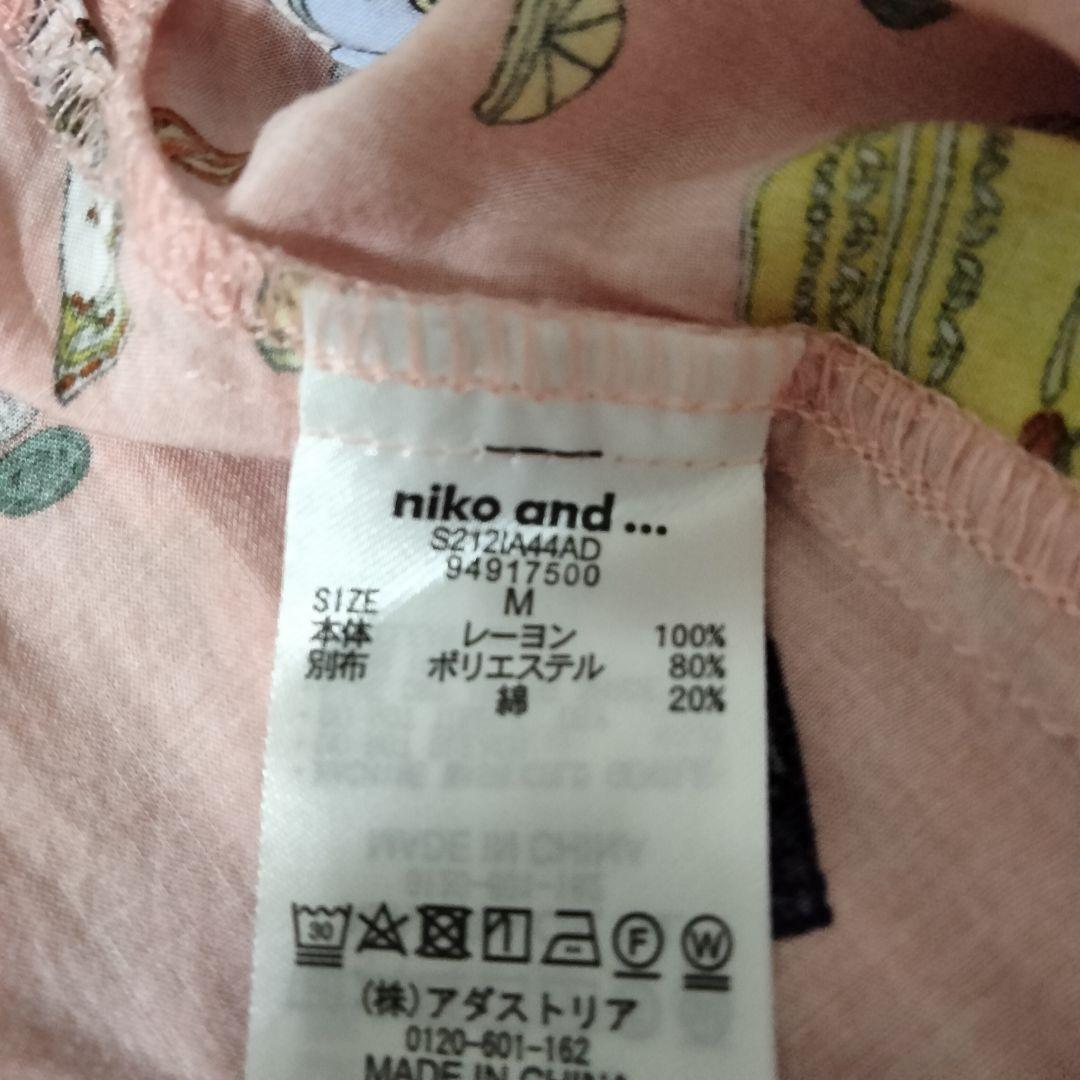 niko and ...
S212IA44AD
94917500
SIZE M
本体 レーヨン 100%
別布 ポリエステル 80%
綿 20%
30
F W
(株)アダストリア
0120-601-162
MADE IN CHINA